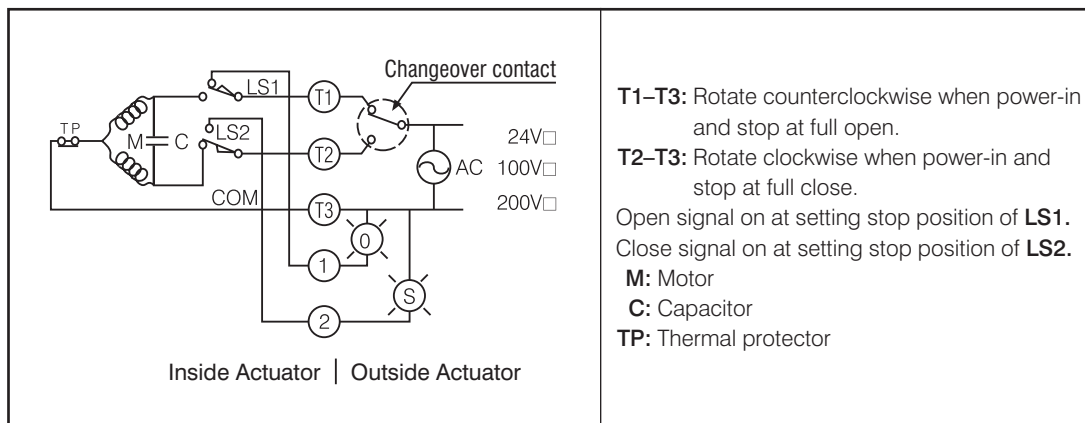 Changeover contact
LS1
T1
TP
M
C
LS2
T2
24V□
AC
100V□
COM
T3
200V□
0
1
S
2
Inside Actuator | Outside Actuator
T1–T3: Rotate counterclockwise when power-in
and stop at full open.
T2–T3: Rotate clockwise when power-in and
stop at full close.
Open signal on at setting stop position of LS1.
Close signal on at setting stop position of LS2.
M: Motor
C: Capacitor
TP: Thermal protector